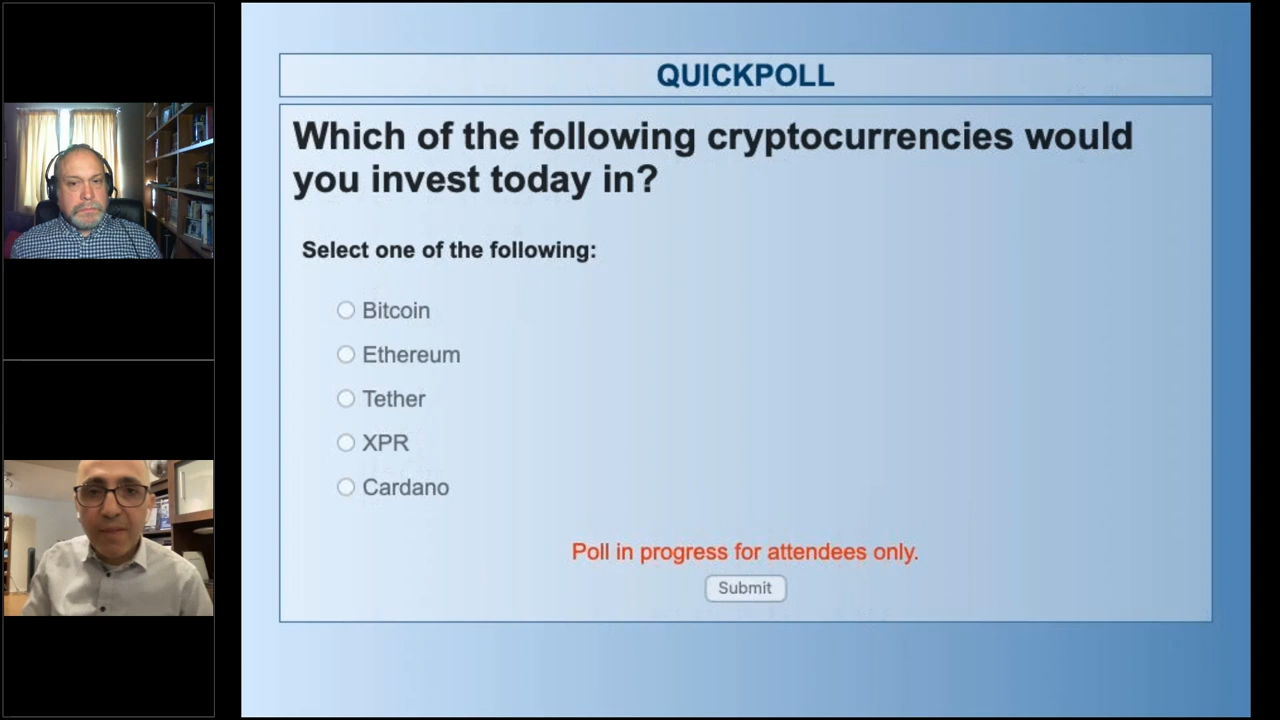 QUICKPOLL
Which of the following cryptocurrencies would
you invest today in?
Select one of the following:
Bitcoin
Ethereum
Tether
XPR
Cardano
Poll in progress for attendees only.
Submit